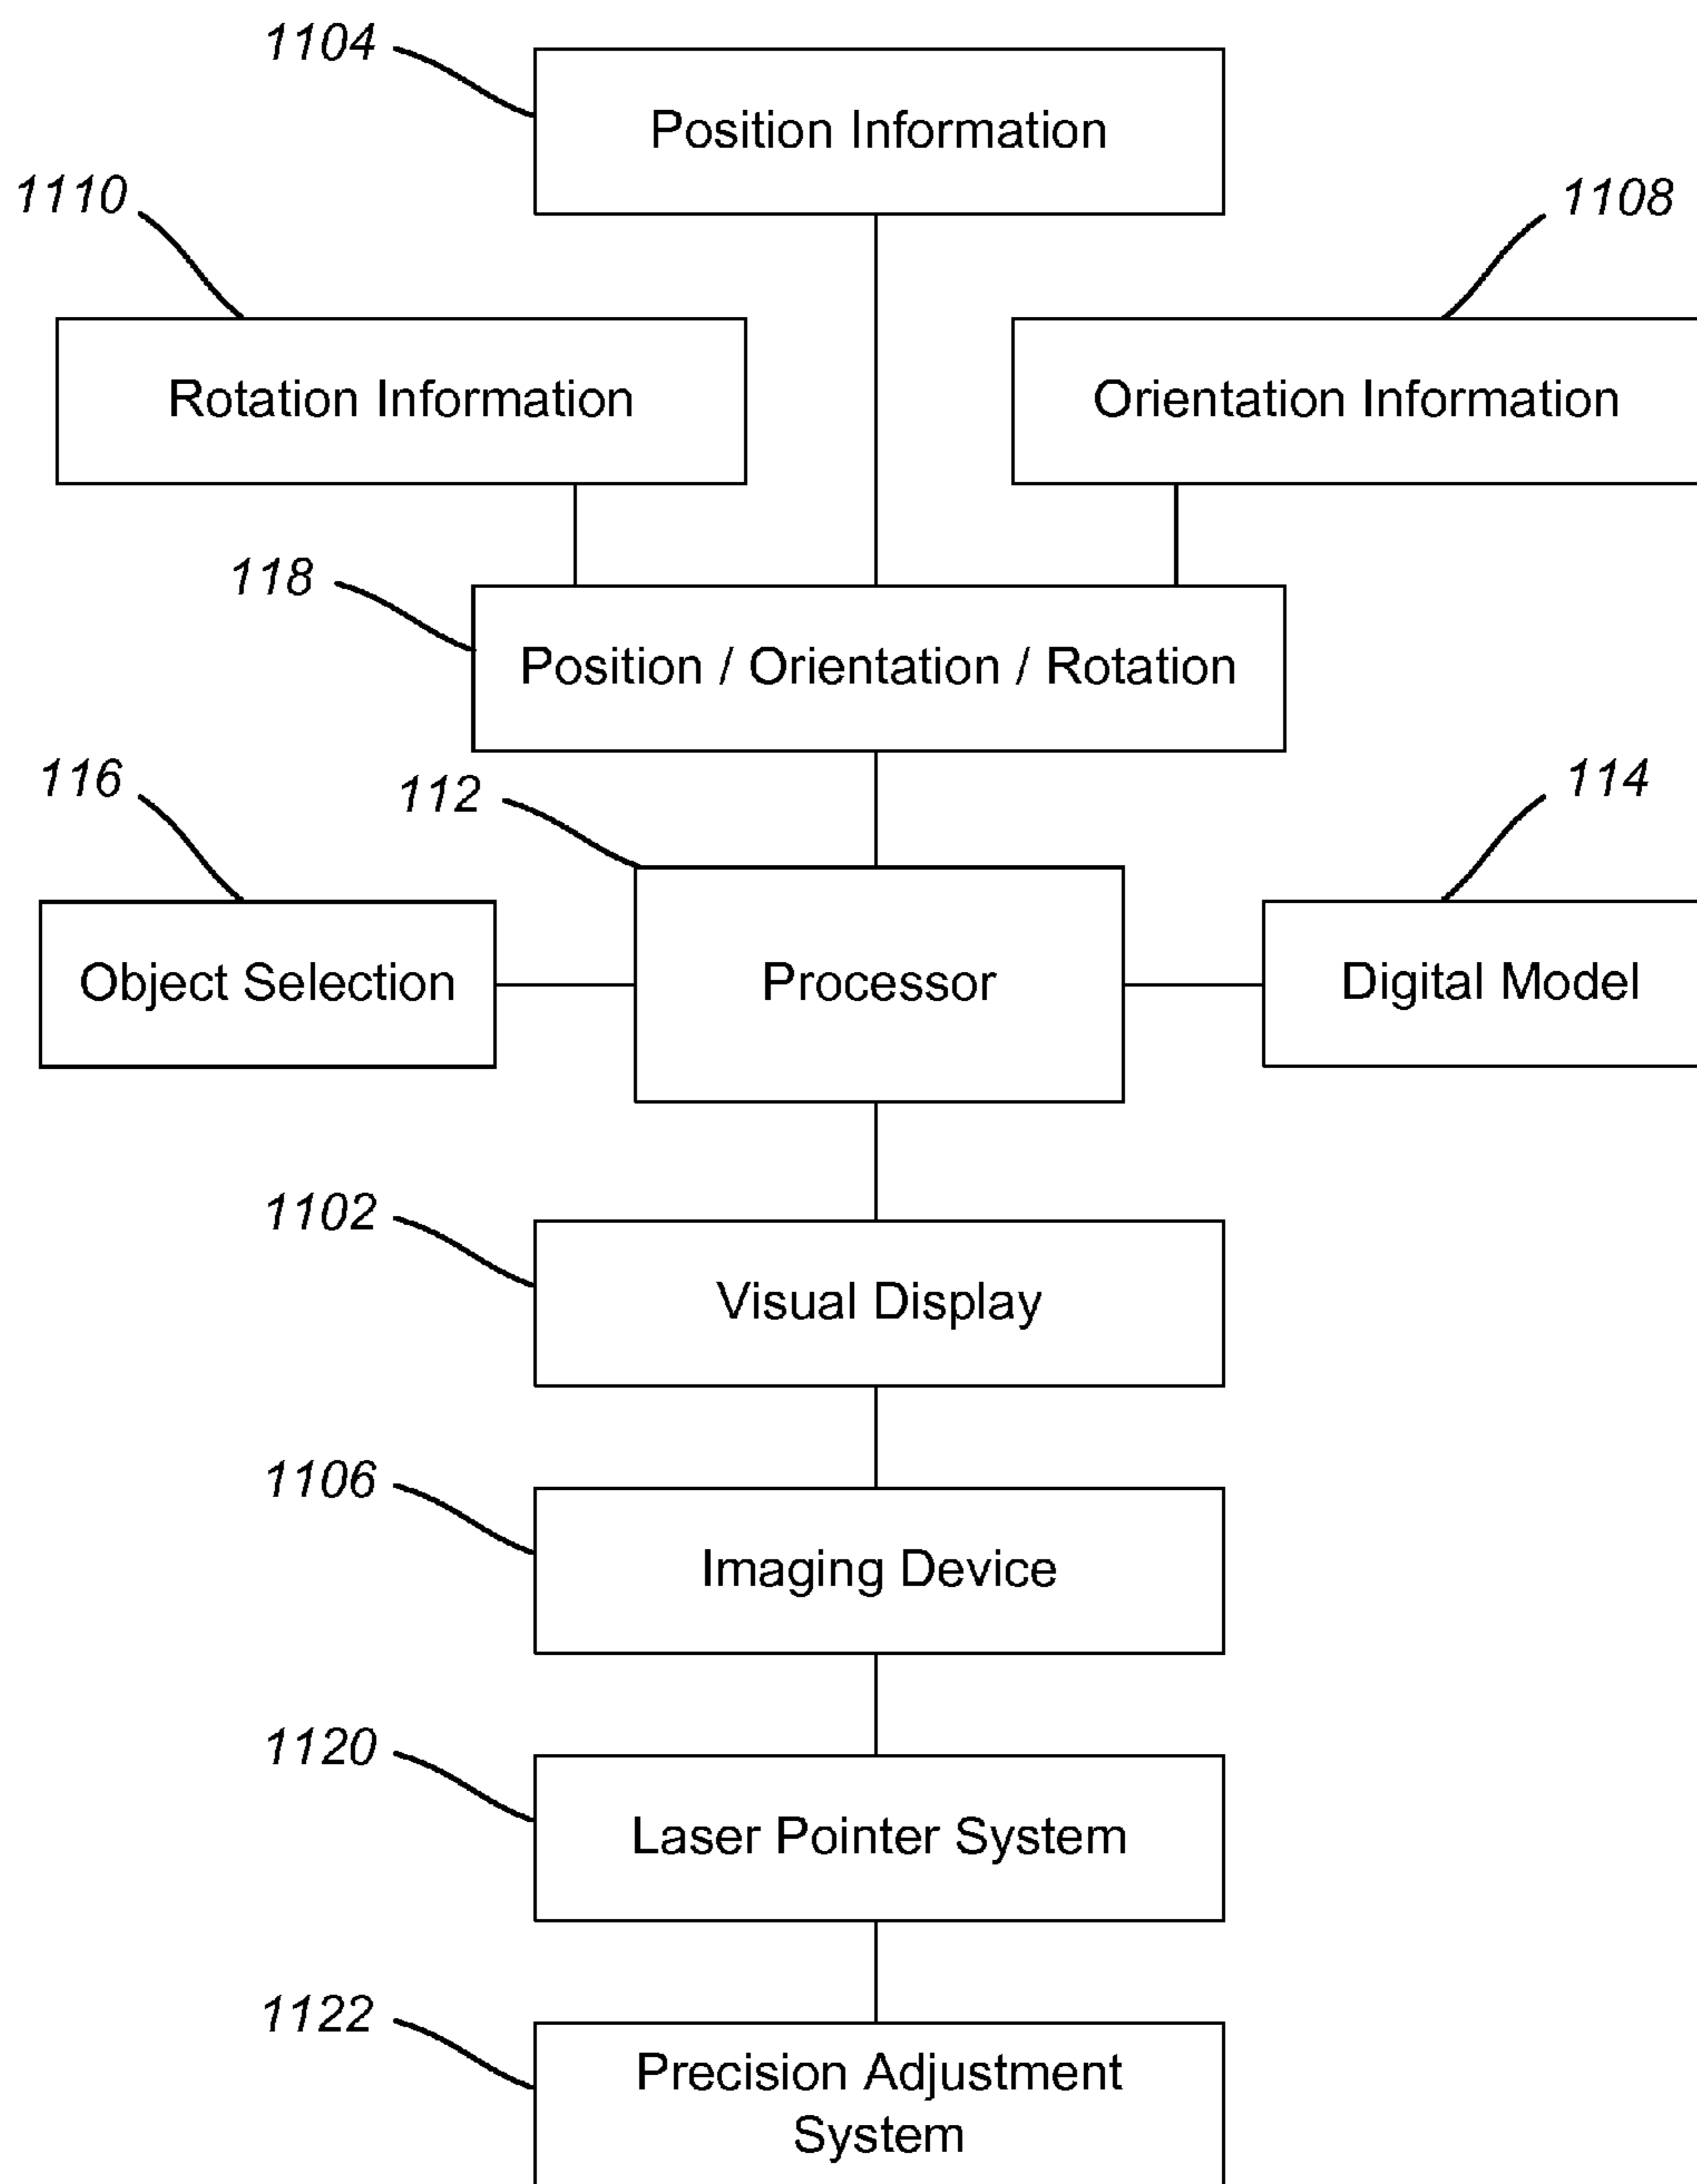 1104
Position Information
1110
1108
Rotation Information
Orientation Information
118
Position / Orientation / Rotation
116
112
114
Object Selection
Processor
Digital Model
1102
Visual Display
1106
Imaging Device
1120
Laser Pointer System
1122
Precision Adjustment
System